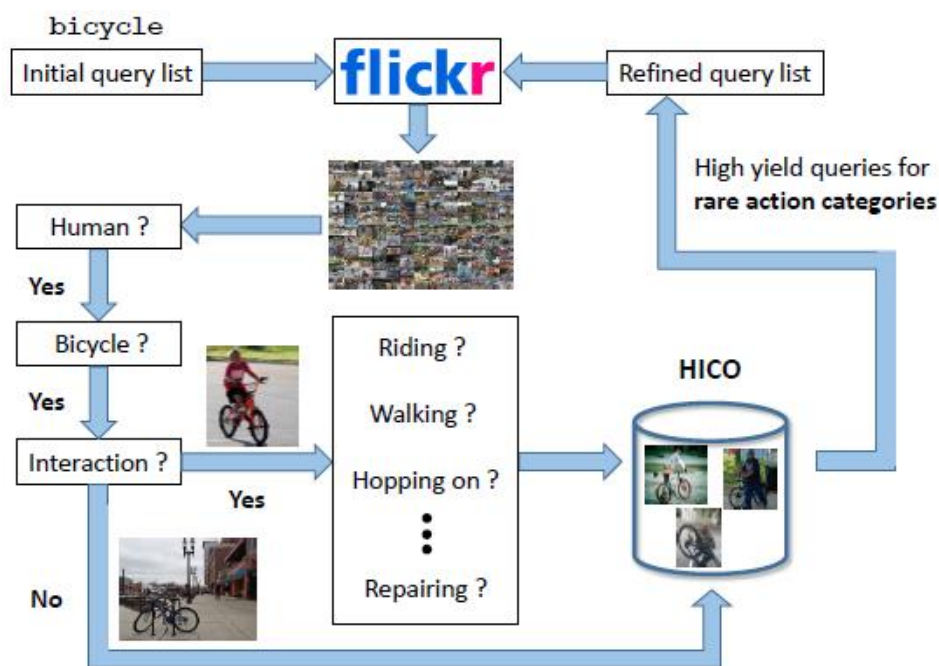 bicycle
Initial query list
flickr
Refined query list
High yield queries for
rare action categories
Human ?
Yes
Bicycle ?
Yes
Interaction ?
Yes
No
Riding ?
Walking ?
Hopping on ?
Repairing ?
HICO